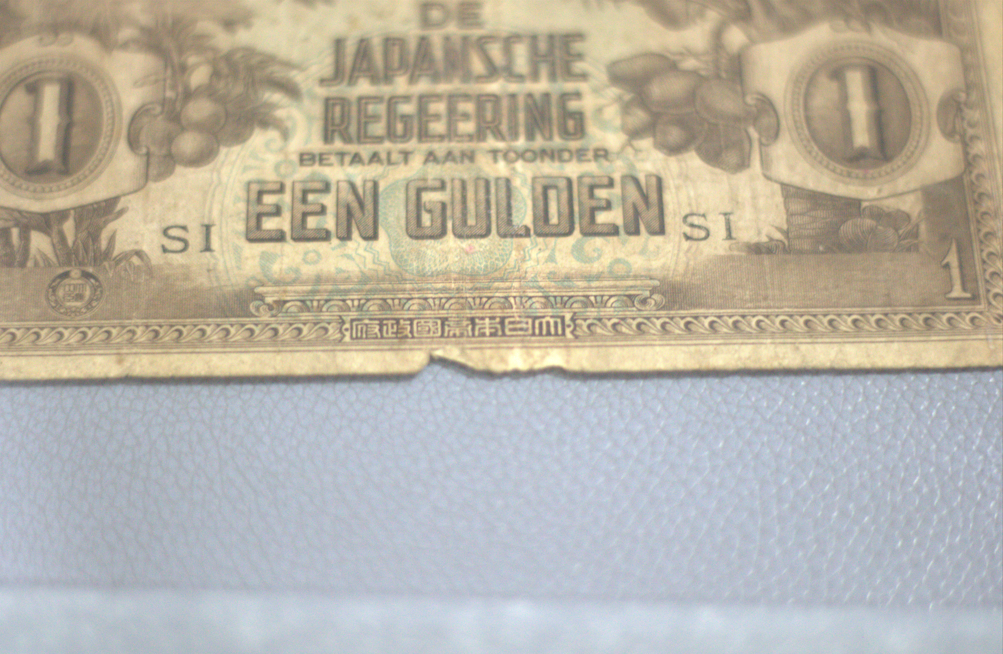 DE
JAPANSCHE
REGEERING
1 1
BETAALT AAN TOONDER
EEN GULDEN
SI SI
1
府政國帝本日大